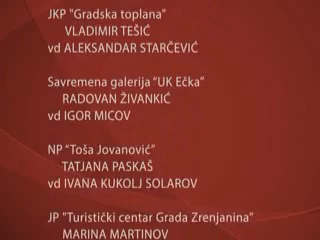 JKP "Gradska toplana"
VLADIMIR TEŠIĆ
vd ALEKSANDAR STARČEVIĆ
Savremena galerija "UK Ečka"
RADOVAN ŽIVANKIĆ
vd IGOR MICOV
NP "Toša Jovanović"
TATJANA PASKAŠ
vd IVANA KUKOLJ SOLAROV
JP "Turistički centar Grada Zrenjanina"
MARINA MARTINOV